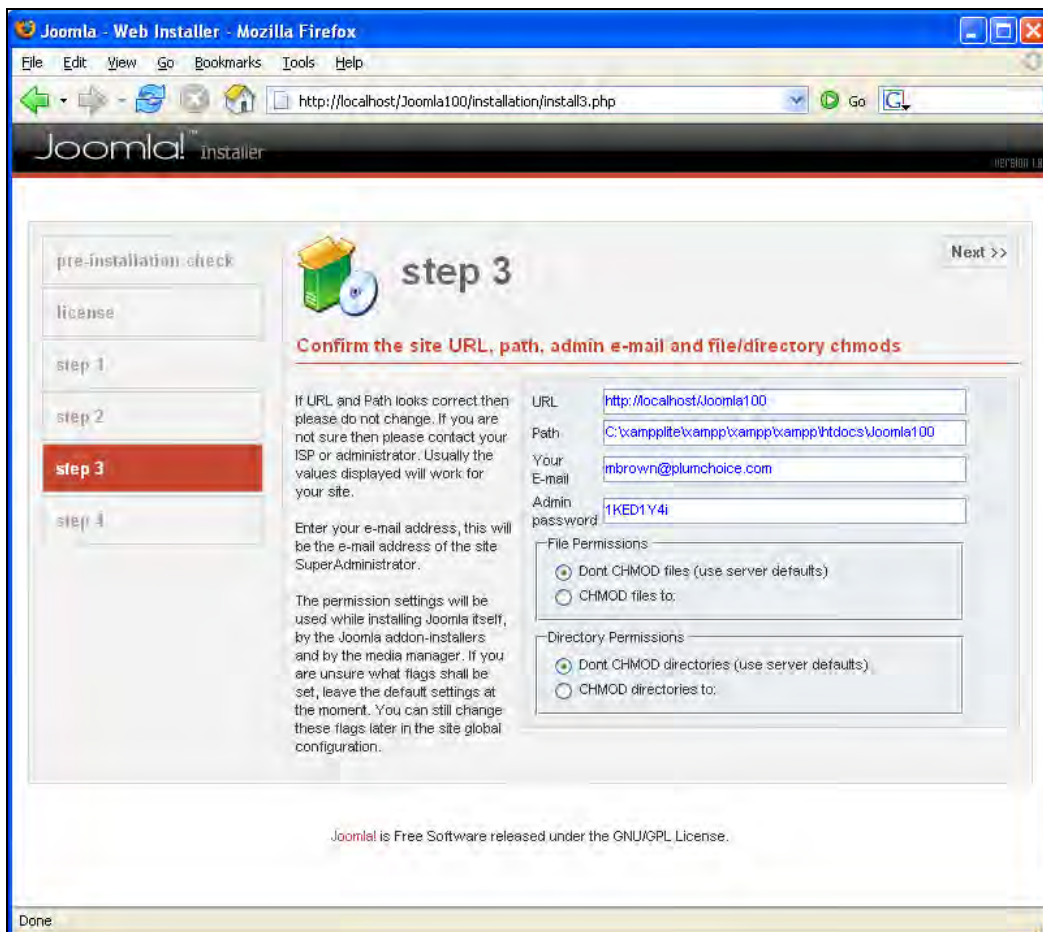 Joomla - Web Installer - Mozilla Firefox
File Edit View Go Bookmarks Tools Help
http://localhost/Joomla100/installation/install3.php Go G
Joomla!™ Installer
version 1.0
pre-installation check
license
step 1
step 2
step 3
step 4
step 3
Next >>
Confirm the site URL, path, admin e-mail and file/directory chmods
If URL and Path looks correct then
please do not change. If you are
not sure then please contact your
ISP or administrator. Usually the
values displayed will work for
your site.
Enter your e-mail address, this will
be the e-mail address of the site
SuperAdministrator.
The permission settings will be
used while installing Joomla itself,
by the Joomla addon-installers
and by the media manager. If you
are unsure what flags shall be
set, leave the default settings at
the moment. You can still change
these flags later in the site global
configuration.
URL http://localhost/Joomla100
Path C:\xampplite\xampp\xampp\xampp\htdocs\Joomla100
Your
E-mail mbrown@plumchoice.com
Admin
password 1KED1Y4i
File Permissions
Dont CHMOD files (use server defaults)
CHMOD files to:
Directory Permissions
Dont CHMOD directories (use server defaults)
CHMOD directories to:
Joomla! is Free Software released under the GNU/GPL License.
Done